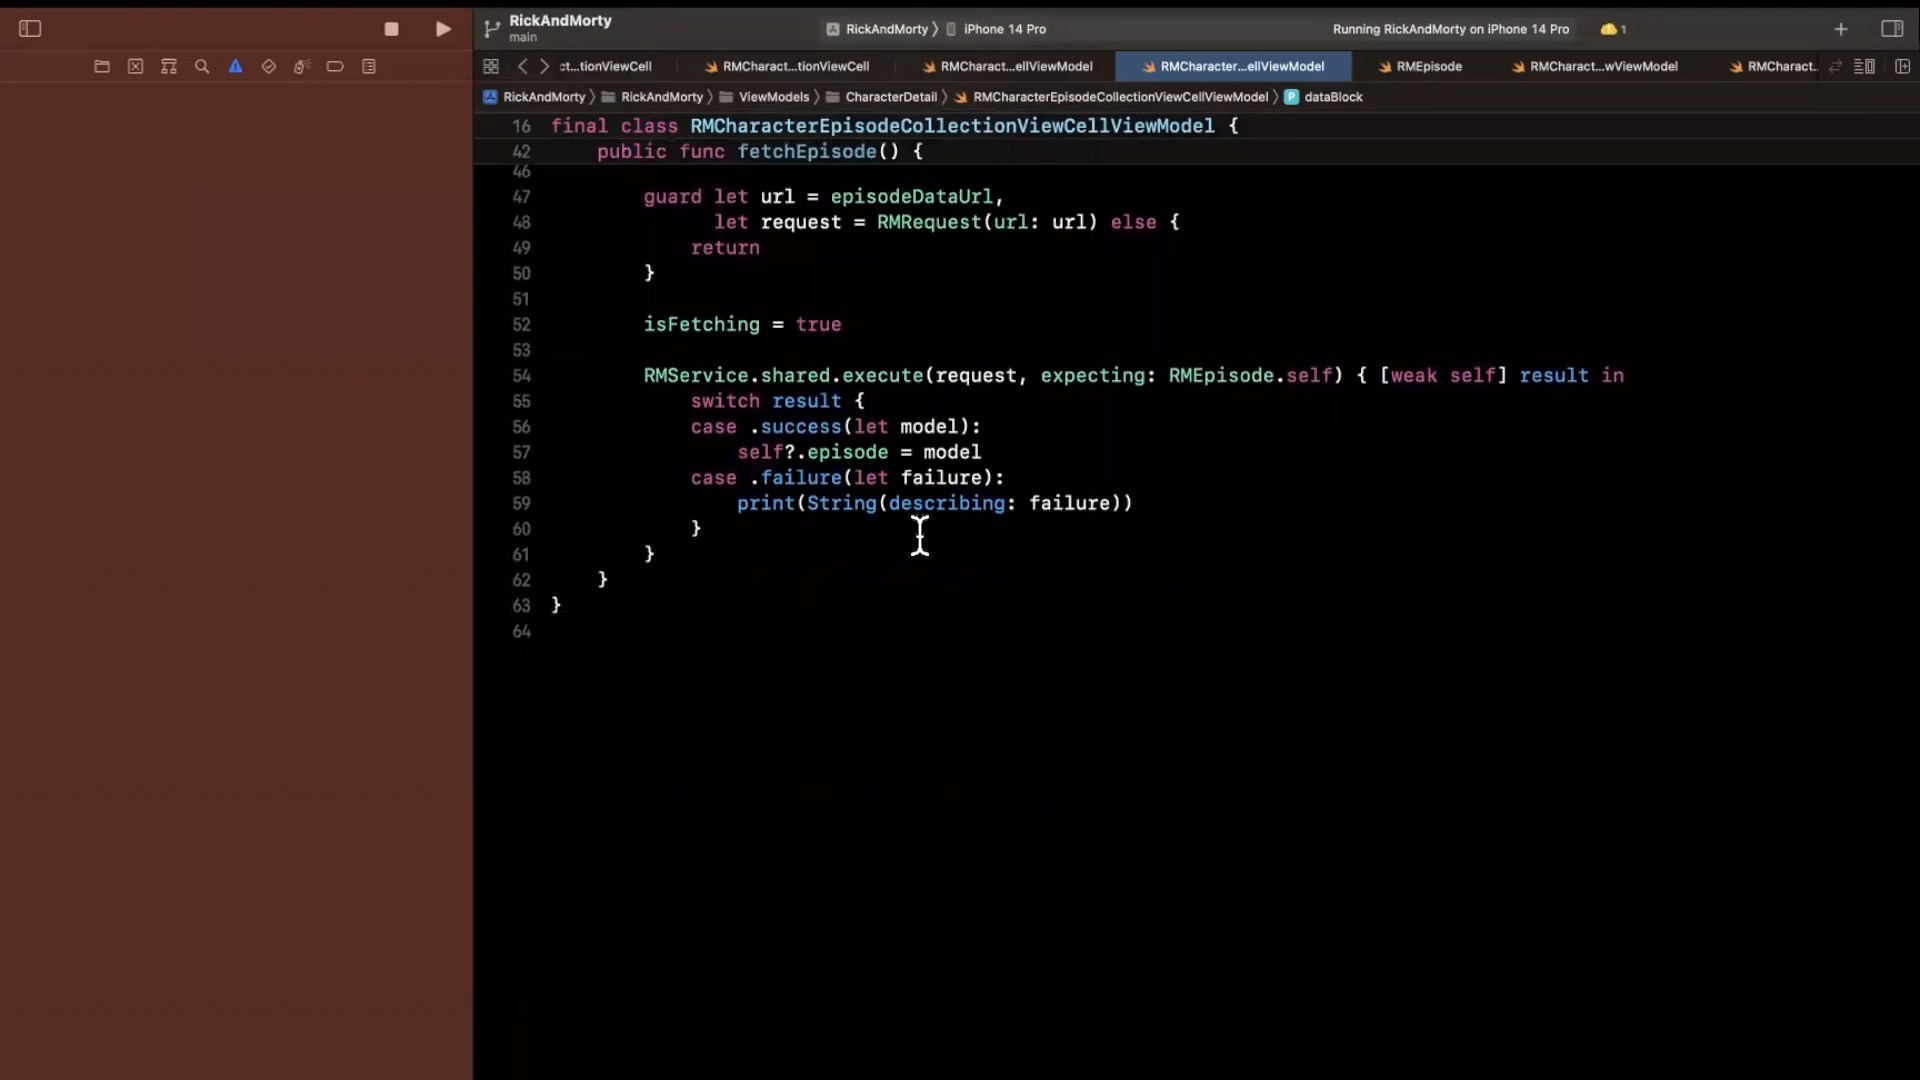 RickAndMorty
main
RickAndMorty 〉 iPhone 14 Pro
Running RickAndMorty on iPhone 14 Pro
1
ct...tionViewCell
RMCharact...tionViewCell
RMCharact...ellViewModel
RMCharacter...ellViewModel
RMEpisode
RMCharact...wViewModel
RMCharact.
RickAndMorty 〉 RickAndMorty 〉 ViewModels 〉 CharacterDetail 〉 RMCharacterEpisodeCollectionViewCellViewModel 〉 P dataBlock
16 final class RMCharacterEpisodeCollectionViewCellViewModel {
42 public func fetchEpisode() {
46
47 guard let url = episodeDataUrl,
48 let request = RMRequest(url: url) else {
49 return
50 }
51
52 isFetching = true
53
54 RMService.shared.execute(request, expecting: RMEpisode.self) { [weak self] result in
55 switch result {
56 case .success(let model):
57 self?.episode = model
58 case .failure(let failure):
59 print(String(describing: failure))
60 }
61 }
62 }
63 }
64